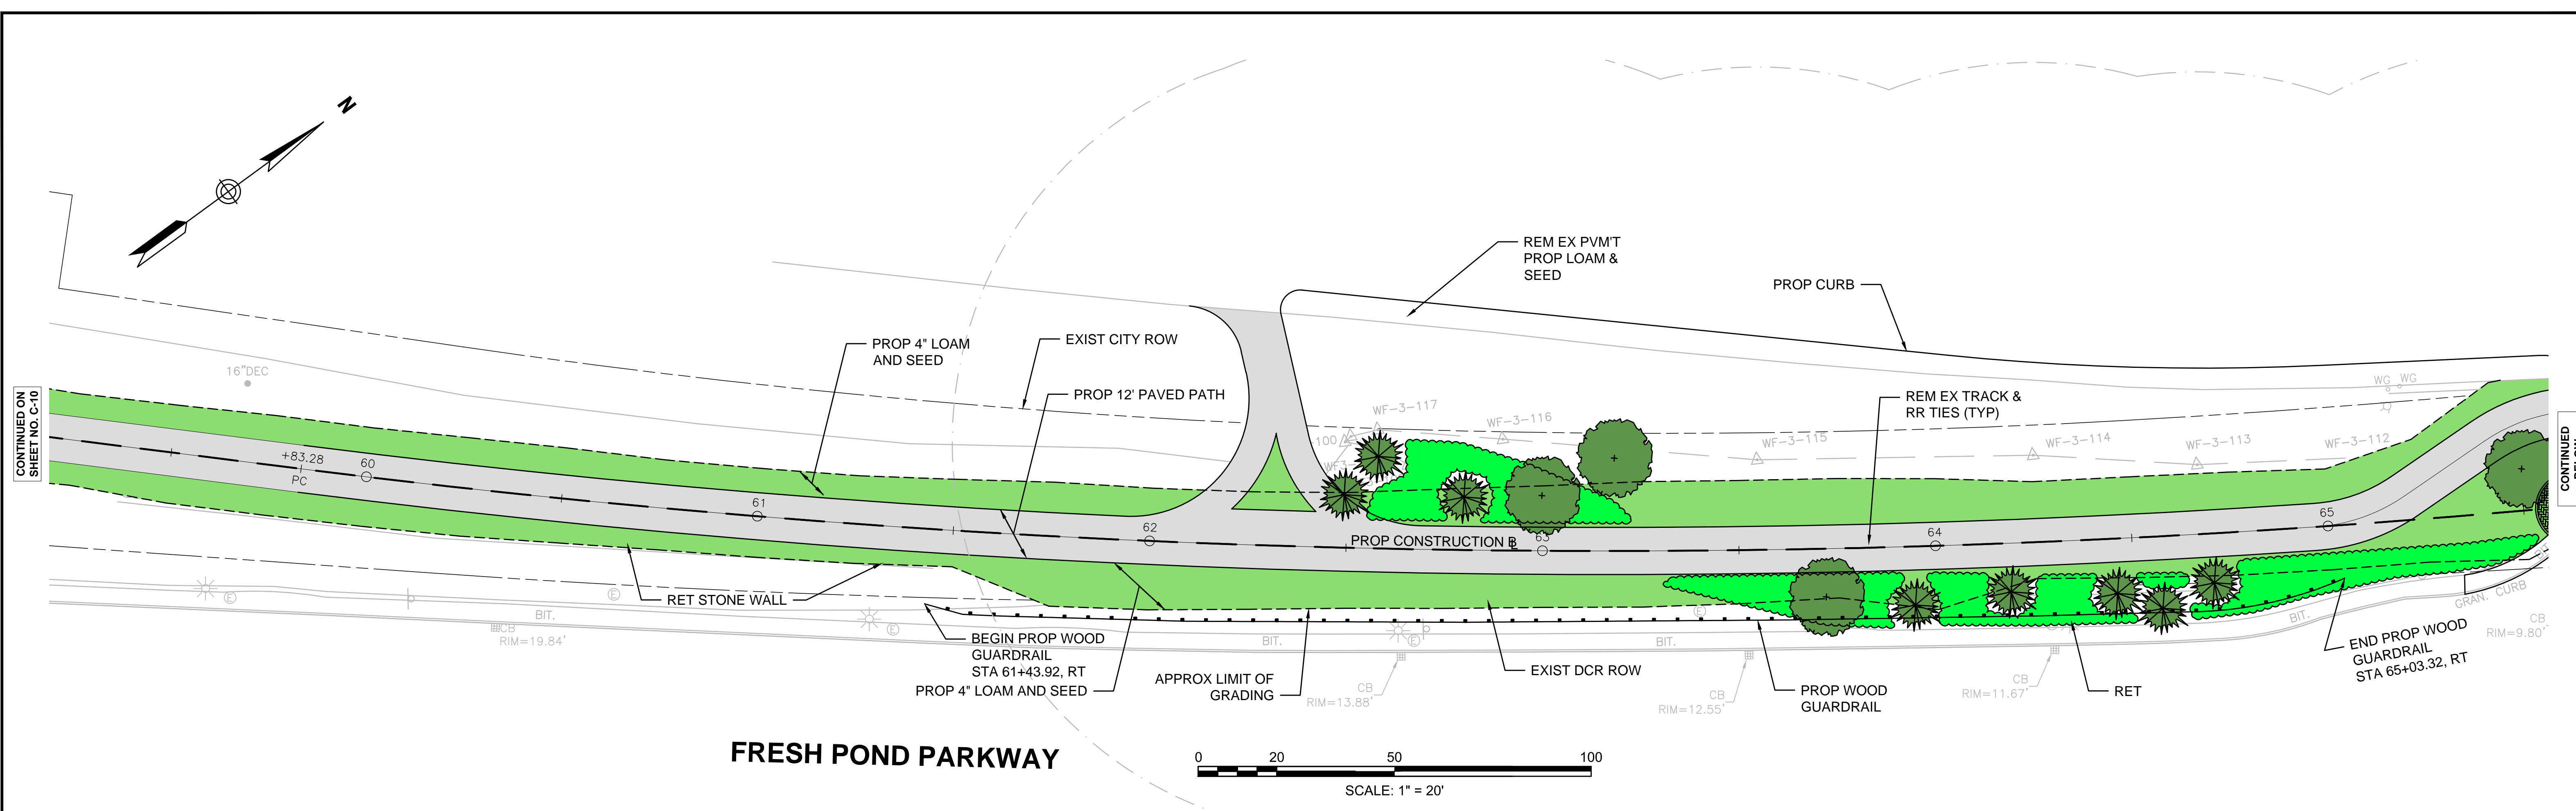 N
REM EX PVM'T
PROP LOAM &
SEED
PROP CURB
PROP 4" LOAM
AND SEED
EXIST CITY ROW
PROP 12' PAVED PATH
REM EX TRACK &
RR TIES (TYP)
16"DEC
WG WG
CONTINUED ON
SHEET NO. C-10
CONTINUED
WF-3-117
WF-3-116
WF-3-115
WF-3-114
WF-3-113
WF-3-112
100
WF3
+83.28
PC
60
61
62
63
64
65
PROP CONSTRUCTION BL
RET STONE WALL
BIT.
CB
RIM=19.84'
BEGIN PROP WOOD
GUARDRAIL
STA 61+43.92, RT
PROP 4" LOAM AND SEED
APPROX LIMIT OF
GRADING
BIT.
CB
RIM=13.88'
EXIST DCR ROW
BIT.
CB
RIM=12.55'
PROP WOOD
GUARDRAIL
CB
RIM=11.67'
RET
BIT.
GRAN. CURB
CB
RIM=9.80'
END PROP WOOD
GUARDRAIL
STA 65+03.32, RT
E
E
E
E
E
FRESH POND PARKWAY
0 20 50 100
SCALE: 1" = 20'